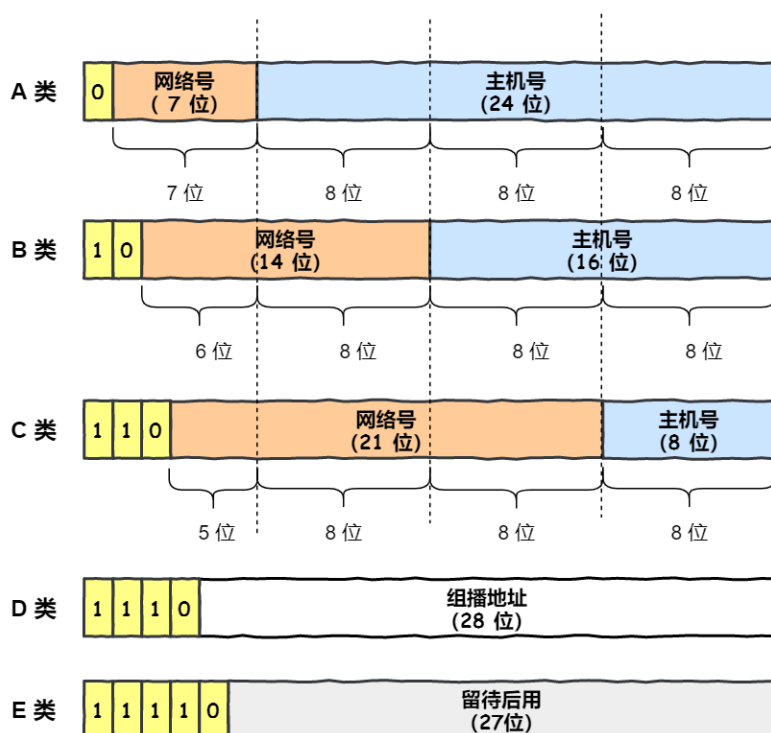 A 类
0
网络号
( 7 位)
主机号
(24 位)
7 位
8 位
8 位
8 位
B 类
1 0
网络号
(14 位)
主机号
(16 位)
6 位
8 位
8 位
8 位
C 类
1 1 0
网络号
(21 位)
主机号
(8 位)
5 位
8 位
8 位
8 位
D 类
1 1 1 0
组播地址
(28 位)
E 类
1 1 1 1 0
留待后用
(27位)